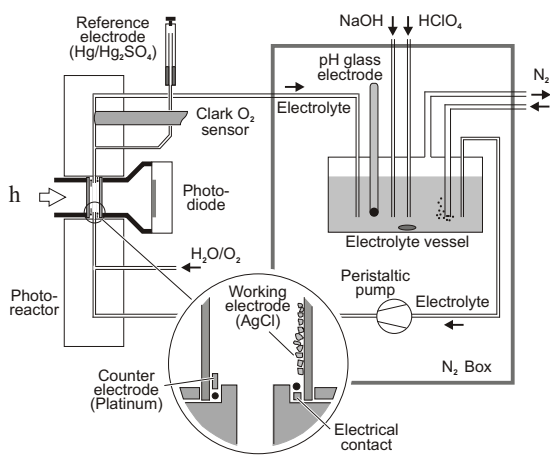 Reference
electrode
(Hg/Hg₂SO₄)
NaOH
HClO₄
pH glass
electrode
N₂
Electrolyte
Clark O₂
sensor
h
Photo-
diode
Electrolyte vessel
H₂O/O₂
Photo-
reactor
Working
electrode
(AgCl)
Peristaltic
pump
Electrolyte
Counter
electrode
(Platinum)
N₂ Box
Electrical
contact